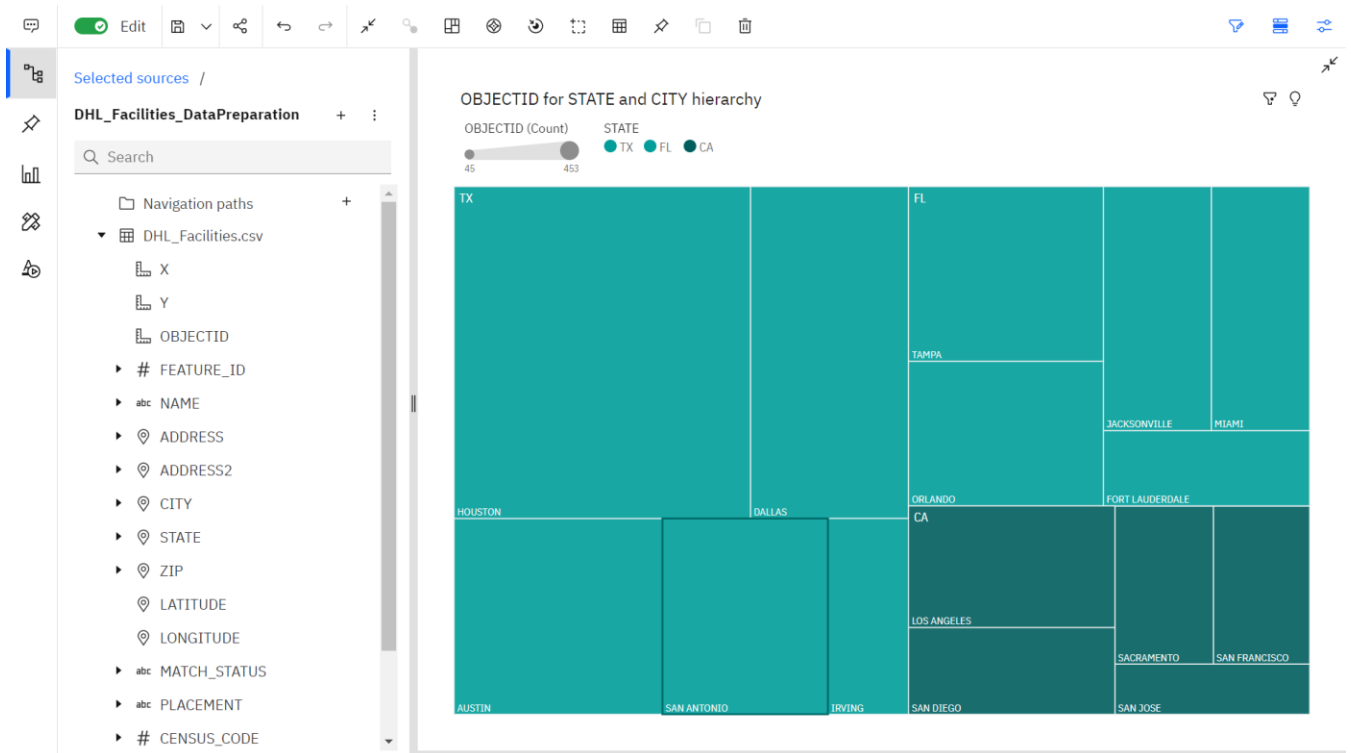 Edit
Selected sources /
DHL_Facilities_DataPreparation
Search
Navigation paths
DHL_Facilities.csv
X
Y
OBJECTID
# FEATURE_ID
abc NAME
ADDRESS
ADDRESS2
CITY
STATE
ZIP
LATITUDE
LONGITUDE
abc MATCH_STATUS
abc PLACEMENT
# CENSUS_CODE
OBJECTID for STATE and CITY hierarchy
OBJECTID (Count) STATE
TX FL CA
45 453
TX FL
TAMPA
JACKSONVILLE MIAMI
ORLANDO FORT LAUDERDALE
HOUSTON DALLAS
CA
LOS ANGELES
SACRAMENTO SAN FRANCISCO
AUSTIN SAN ANTONIO IRVING SAN DIEGO SAN JOSE